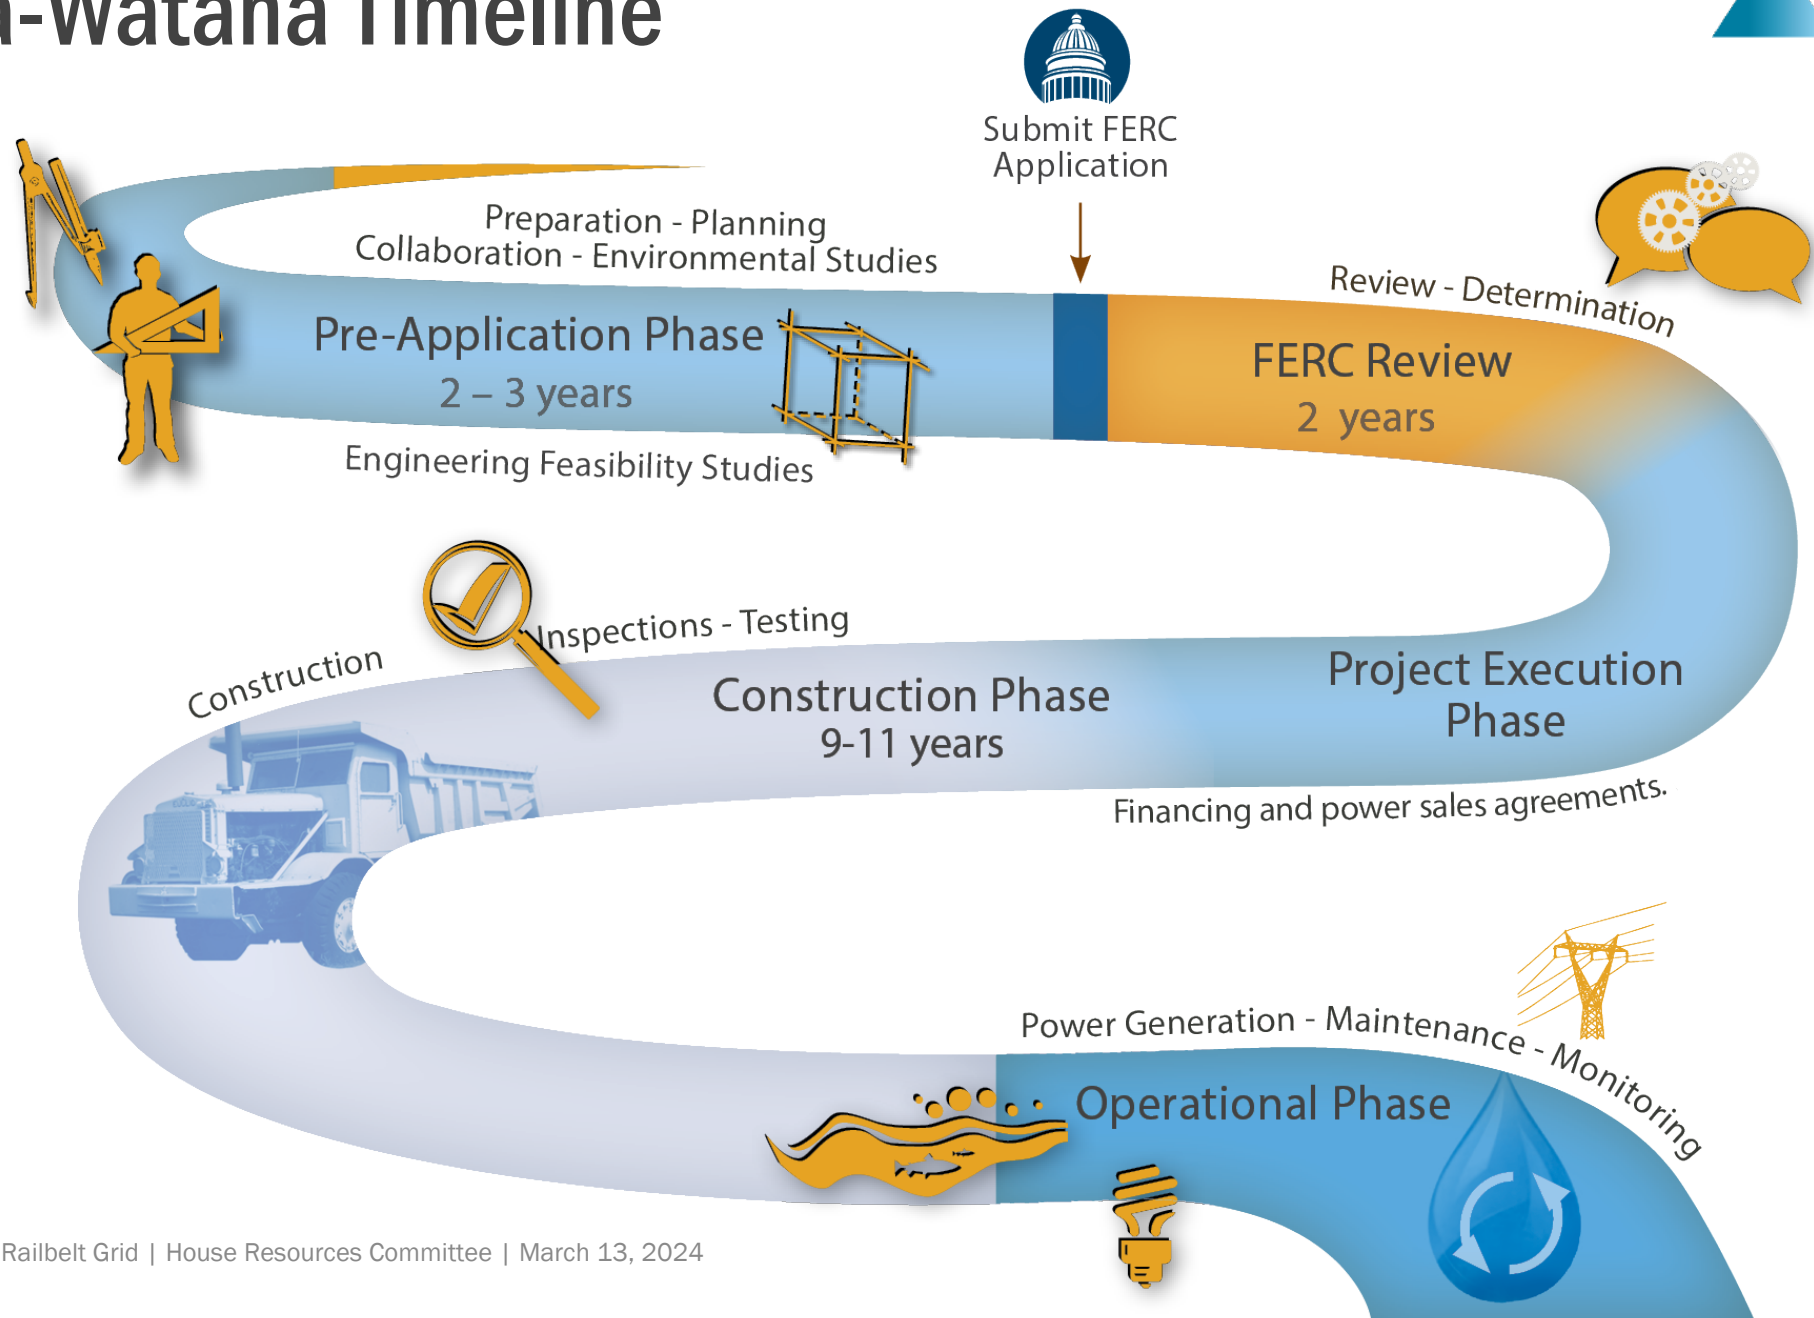 a-Watana Timeline
Submit FERC
Application
Preparation - Planning
Collaboration - Environmental Studies
Pre-Application Phase
2 – 3 years
Engineering Feasibility Studies
Review - Determination
FERC Review
2 years
Project Execution
Phase
Financing and power sales agreements.
Inspections - Testing
Construction
Construction Phase
9-11 years
Power Generation - Maintenance - Monitoring
Operational Phase
Railbelt Grid | House Resources Committee | March 13, 2024